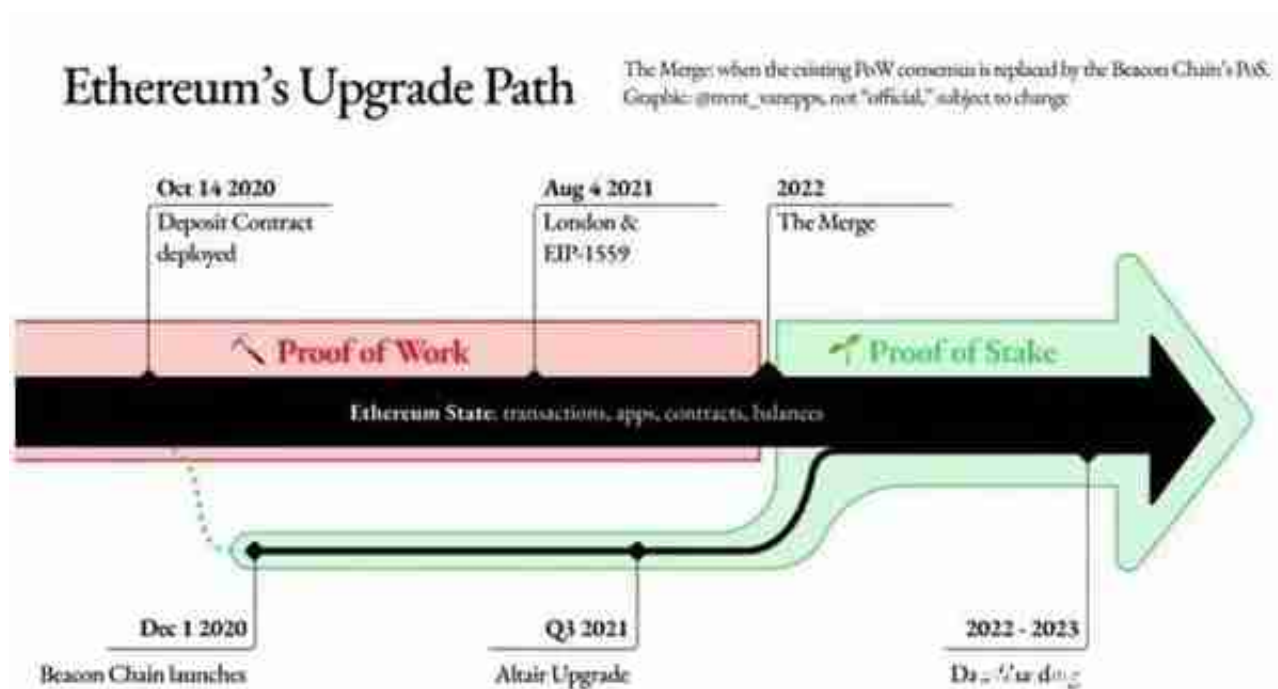 Ethereum's Upgrade Path
The Merge: when the existing PoW consensus is replaced by the Beacon Chain's PoS.
Graphic: @trent_vanepps, not "official," subject to change
Oct 14 2020
Deposit Contract
deployed
Aug 4 2021
London &
EIP-1559
2022
The Merge
Proof of Work
Proof of Stake
Ethereum State: transactions, apps, contracts, balances
Dec 1 2020
Beacon Chain launches
Q3 2021
Altair Upgrade
2022 - 2023